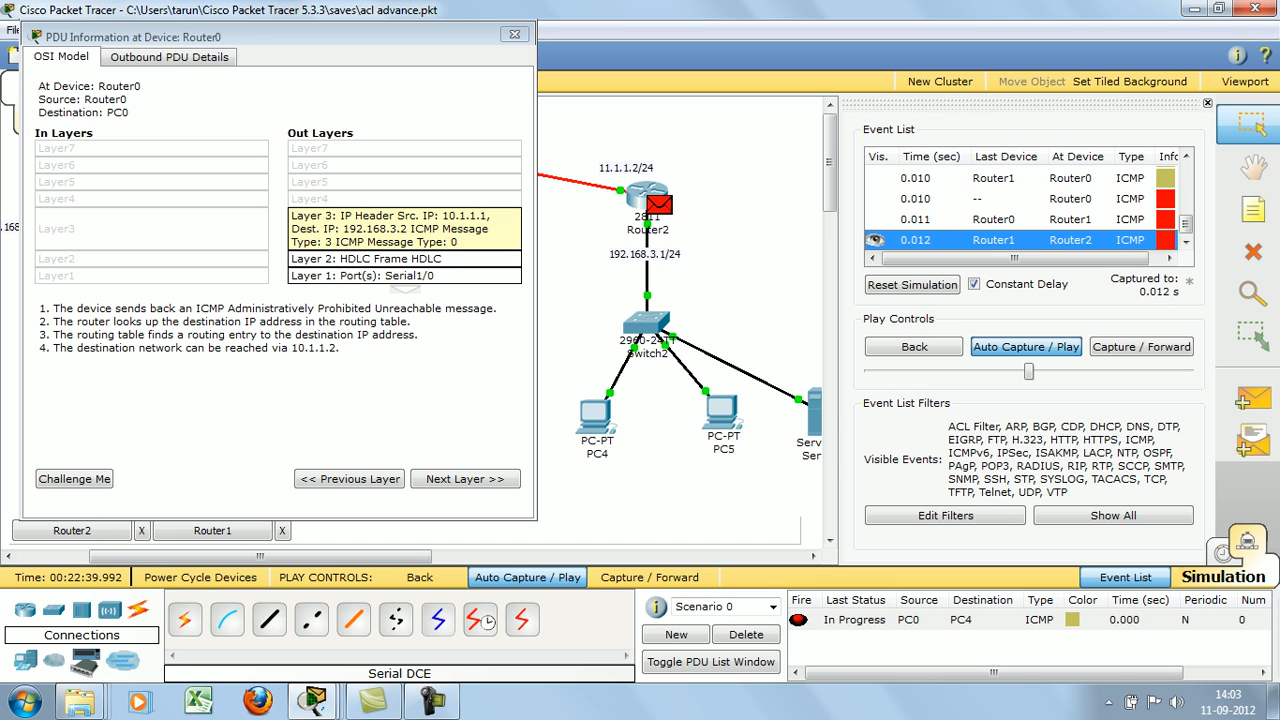 Cisco Packet Tracer - C:\Users\tarun\Cisco Packet Tracer 5.3.3\saves\acl advance.pkt
PDU Information at Device: Router0
OSI Model
Outbound PDU Details
At Device: Router0
Source: Router0
Destination: PC0
In Layers
Out Layers
Layer7
Layer6
Layer5
Layer4
Layer3
Layer2
Layer1
Layer7
Layer6
Layer5
Layer4
Layer 3: IP Header Src. IP: 10.1.1.1,
Dest. IP: 192.168.3.2 ICMP Message
Type: 3 ICMP Message Type: 0
Layer 2: HDLC Frame HDLC
Layer 1: Port(s): Serial1/0
1. The device sends back an ICMP Administratively Prohibited Unreachable message.
2. The router looks up the destination IP address in the routing table.
3. The routing table finds a routing entry to the destination IP address.
4. The destination network can be reached via 10.1.1.2.
Challenge Me
<< Previous Layer
Next Layer >>
Router2
X
Router1
X
New Cluster
Move Object
Set Tiled Background
Viewport
11.1.1.2/24
2811
Router2
192.168.3.1/24
2960-24TT
Switch2
PC-PT
PC4
PC-PT
PC5
Serv
Ser
.168
Event List
Vis. Time (sec) Last Device At Device Type Info
0.010 Router1 Router0 ICMP
0.010 -- Router0 ICMP
0.011 Router0 Router1 ICMP
0.012 Router1 Router2 ICMP
Reset Simulation
Constant Delay
Captured to: *
0.012 s
Play Controls
Back
Auto Capture / Play
Capture / Forward
Event List Filters
Visible Events:
ACL Filter, ARP, BGP, CDP, DHCP, DNS, DTP,
EIGRP, FTP, H.323, HTTP, HTTPS, ICMP,
ICMPv6, IPSec, ISAKMP, LACP, NTP, OSPF,
PAgP, POP3, RADIUS, RIP, RTP, SCCP, SMTP,
SNMP, SSH, STP, SYSLOG, TACACS, TCP,
TFTP, Telnet, UDP, VTP
Edit Filters
Show All
Time: 00:22:39.992
Power Cycle Devices
PLAY CONTROLS:
Back
Auto Capture / Play
Capture / Forward
Event List
Simulation
Connections
Serial DCE
Scenario 0
New
Delete
Toggle PDU List Window
Fire Last Status Source Destination Type Color Time (sec) Periodic Num
In Progress PC0 PC4 ICMP 0.000 N 0
14:03
11-09-2012